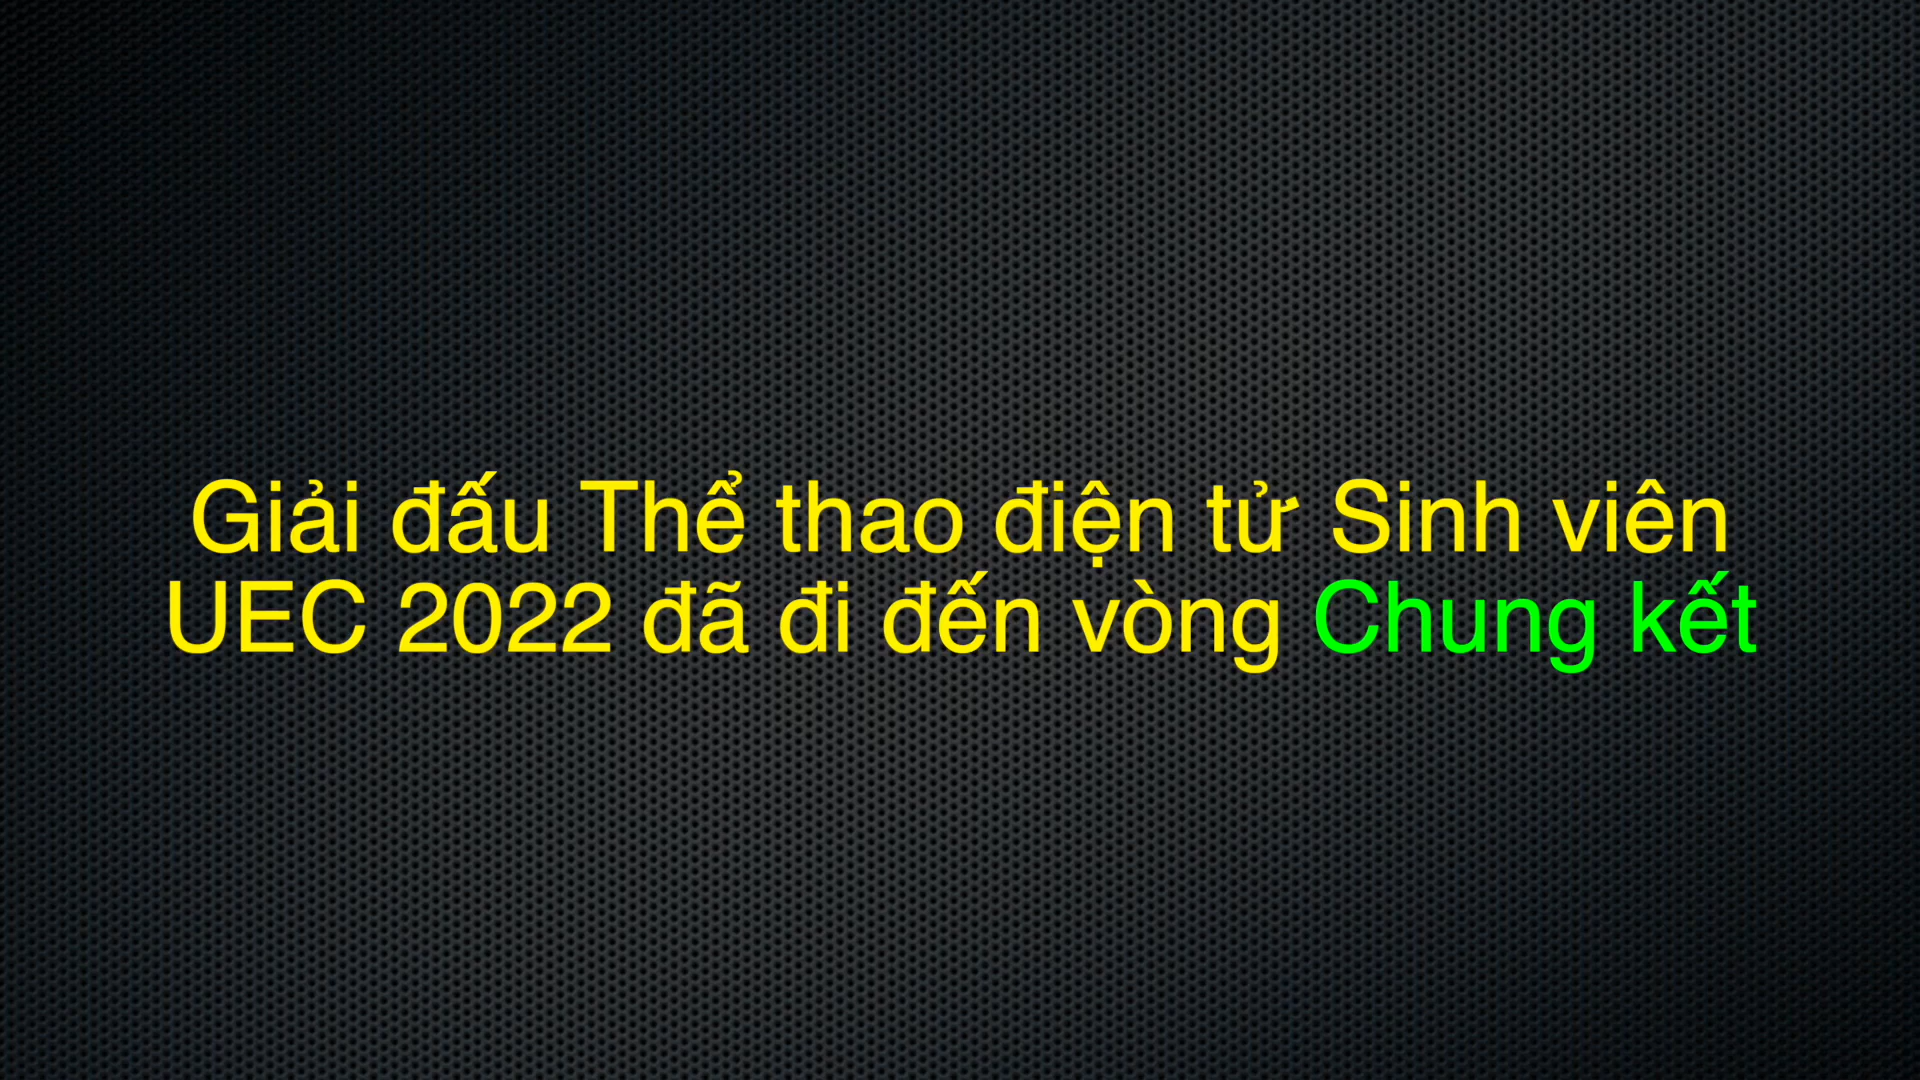 Giải đấu Thể thao điện tử Sinh viên
UEC 2022 đã đi đến vòng Chung kết